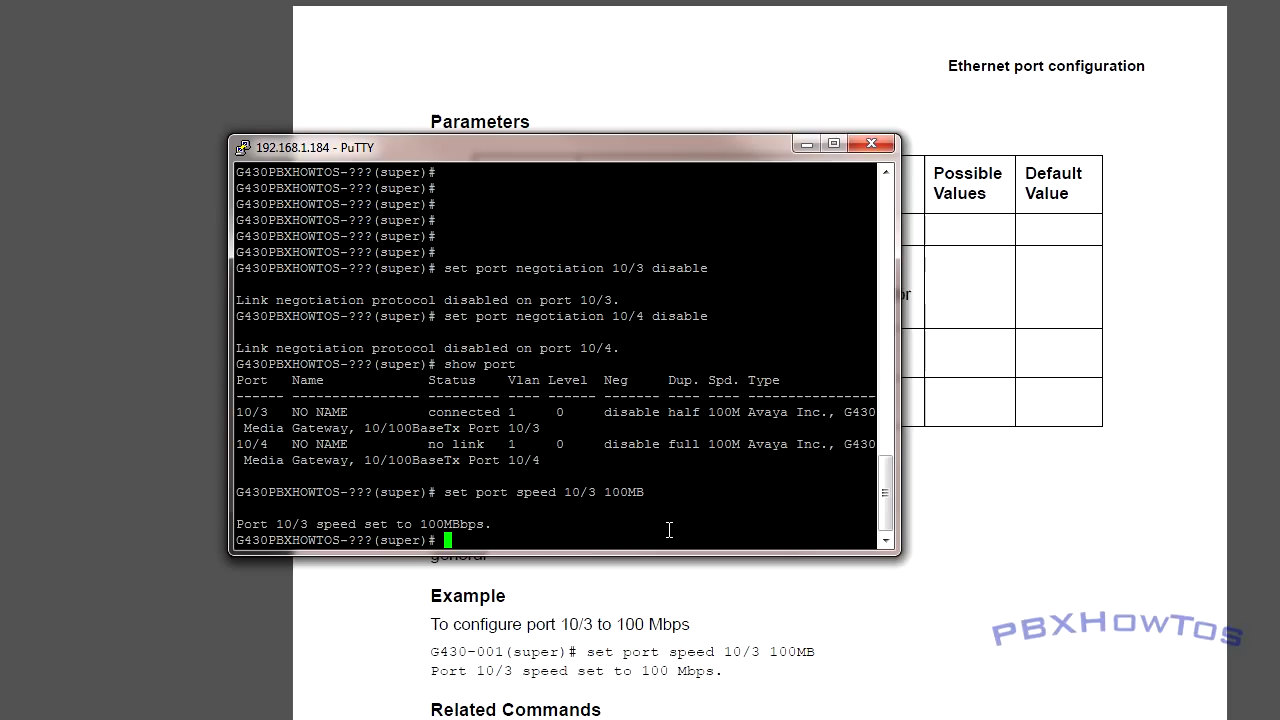 Ethernet port configuration
Parameters
192.168.1.184 - PuTTY
Possible Values
Default Value
G430PBXHOWTOS-???(super)#
G430PBXHOWTOS-???(super)#
G430PBXHOWTOS-???(super)#
G430PBXHOWTOS-???(super)#
G430PBXHOWTOS-???(super)#
G430PBXHOWTOS-???(super)#
G430PBXHOWTOS-???(super)# set port negotiation 10/3 disable
Link negotiation protocol disabled on port 10/3.
G430PBXHOWTOS-???(super)# set port negotiation 10/4 disable
Link negotiation protocol disabled on port 10/4.
G430PBXHOWTOS-???(super)# show port
Port Name Status Vlan Level Neg Dup. Spd. Type
------ ---------------- --------- ---- ------ ------- ---- ---- ----------------
10/3 NO NAME connected 1 0 disable half 100M Avaya Inc., G430
Media Gateway, 10/100BaseTx Port 10/3
10/4 NO NAME no link 1 0 disable full 100M Avaya Inc., G430
Media Gateway, 10/100BaseTx Port 10/4
G430PBXHOWTOS-???(super)# set port speed 10/3 100MB
Port 10/3 speed set to 100MBbps.
G430PBXHOWTOS-???(super)#
or
general
Example
To configure port 10/3 to 100 Mbps
G430-001(super)# set port speed 10/3 100MB
Port 10/3 speed set to 100 Mbps.
Related Commands
PBXHowTos